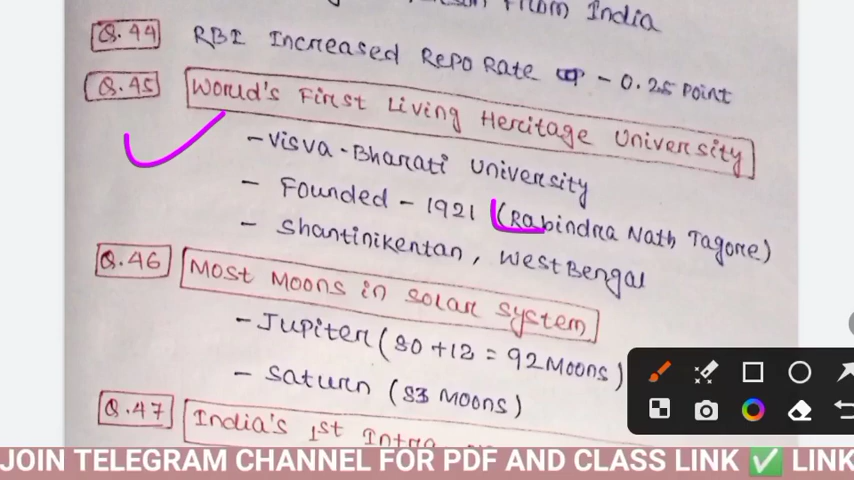 From India
Q.44 RBI Increased Repo Rate - 0.25 Point
Q.45 World's First Living Heritage University
- Visva-Bharati University
- Founded - 1921 (Rabindra Nath Tagore)
- Shantinikentan, West Bengal
Q.46 Most Moons in Solar System
- Jupiter (80 + 12 = 92 Moons)
- Saturn (83 Moons)
Q.47 India's 1st
JOIN TELEGRAM CHANNEL FOR PDF AND CLASS LINK ✅ LINK